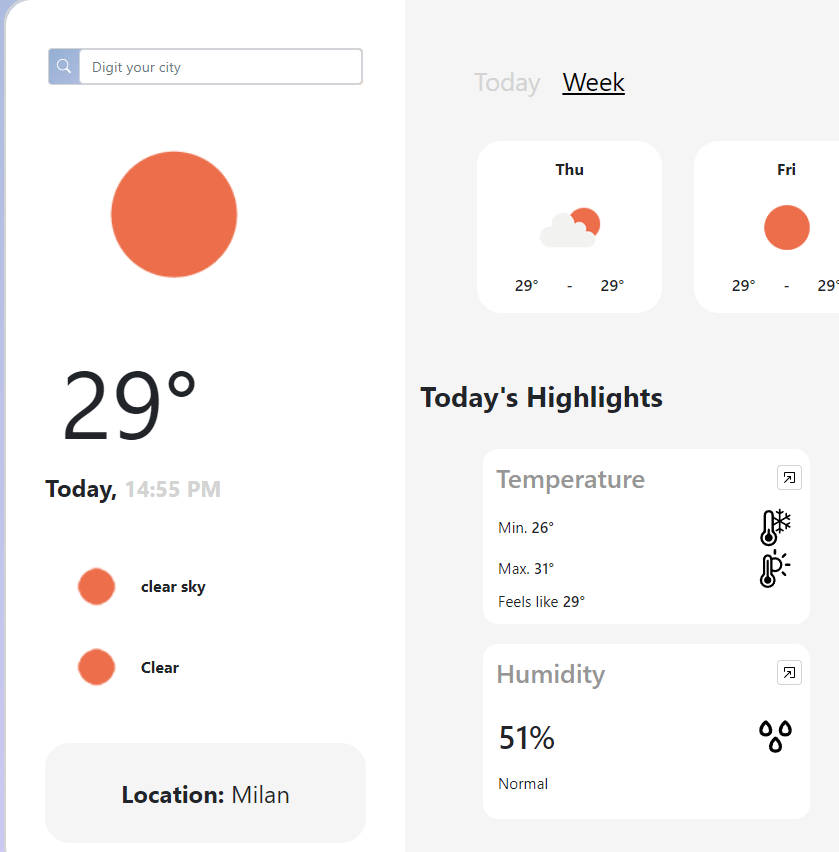 Digit your city
29°
Today, 14:55 PM
clear sky
Clear
Location: Milan
Today Week
Thu
29° - 29°
Fri
29° - 29°
Today's Highlights
Temperature
Min. 26°
Max. 31°
Feels like 29°
Humidity
51%
Normal